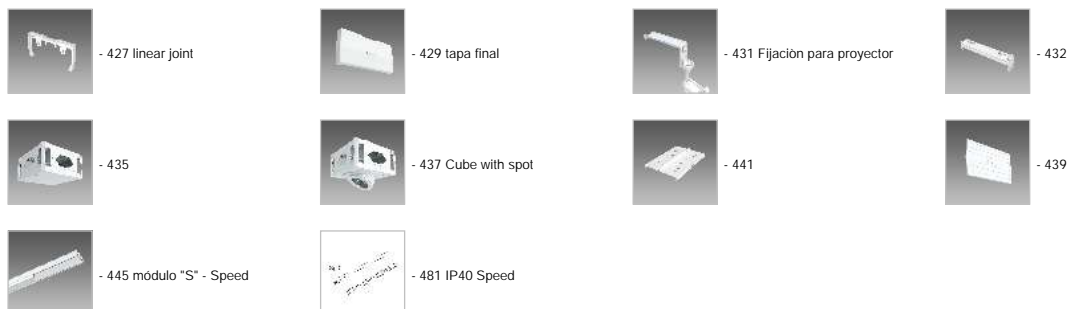 - 427 linear joint
- 429 tapa final
- 431 Fijaciòn para proyector
- 432
- 435
- 437 Cube with spot
- 441
- 439
- 445 módulo "S" - Speed
- 481 IP40 Speed